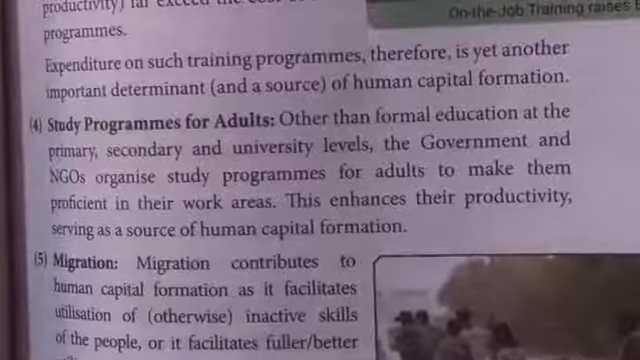 productivity) far exceed the cost of
programmes.
On-the-Job Training raises
Expenditure on such training programmes, therefore, is yet another
important determinant (and a source) of human capital formation.
(4) Study Programmes for Adults: Other than formal education at the
primary, secondary and university levels, the Government and
NGOs organise study programmes for adults to make them
proficient in their work areas. This enhances their productivity,
serving as a source of human capital formation.
(5) Migration: Migration contributes to
human capital formation as it facilitates
utilisation of (otherwise) inactive skills
of the people, or it facilitates fuller/better